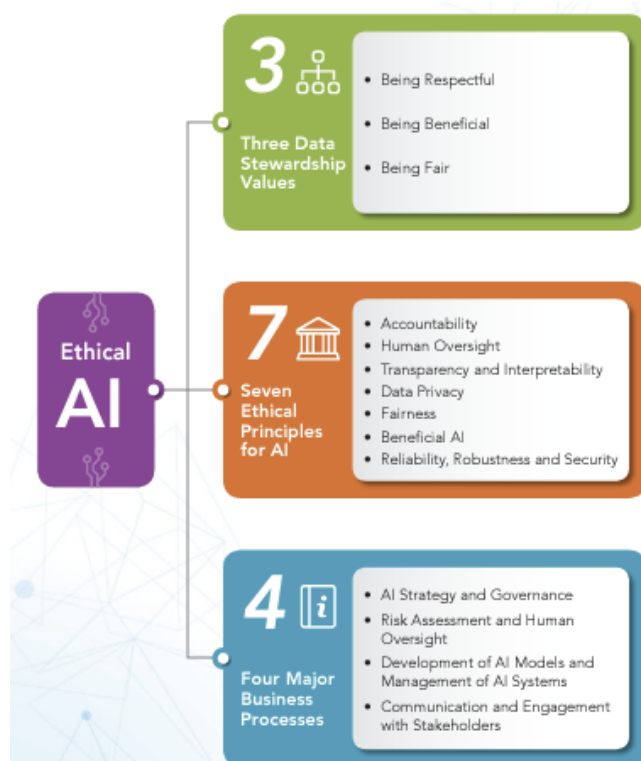 3
Three Data
Stewardship
Values
• Being Respectful
• Being Beneficial
• Being Fair
Ethical
AI
7
Seven
Ethical
Principles
for AI
• Accountability
• Human Oversight
• Transparency and Interpretability
• Data Privacy
• Fairness
• Beneficial AI
• Reliability, Robustness and Security
4
i
Four Major
Business
Processes
• AI Strategy and Governance
• Risk Assessment and Human
Oversight
• Development of AI Models and
Management of AI Systems
• Communication and Engagement
with Stakeholders